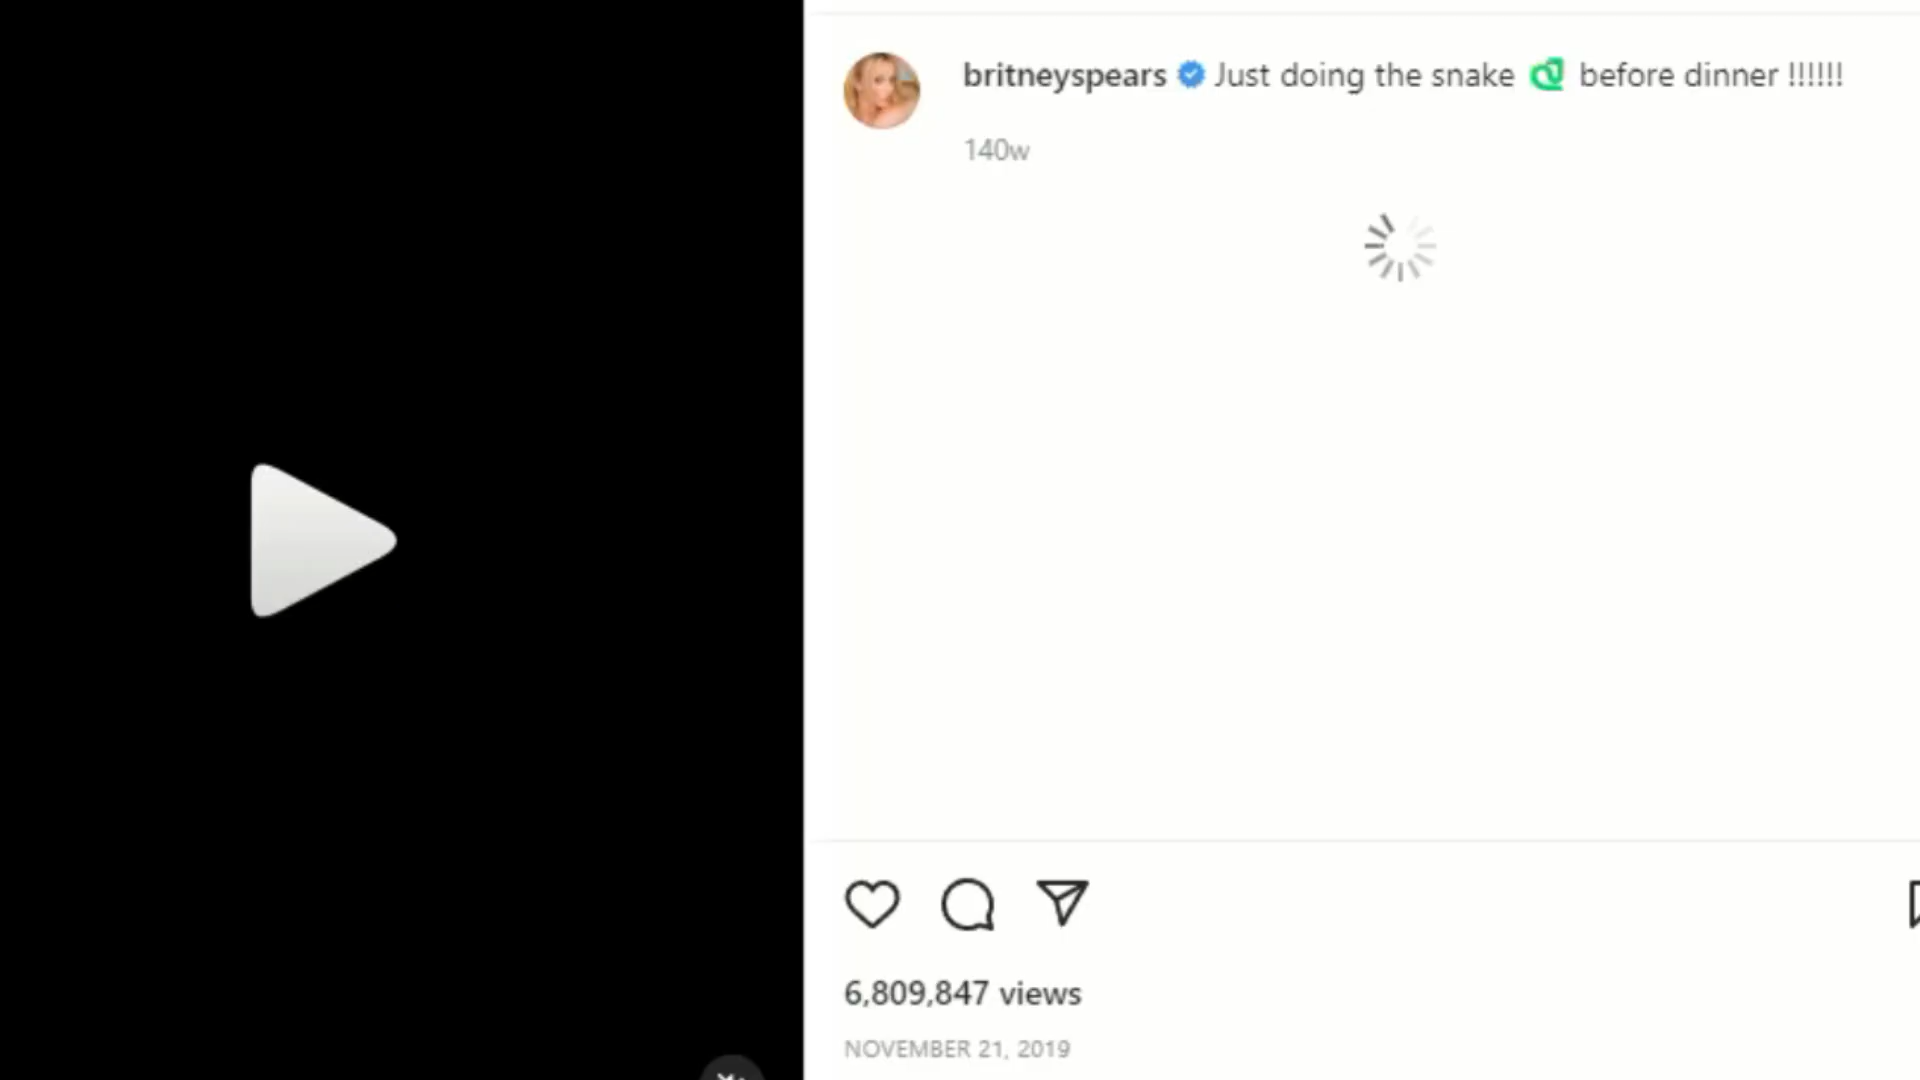 britneyspears Just doing the snake before dinner !!!!!!
140w
6,809,847 views
NOVEMBER 21, 2019